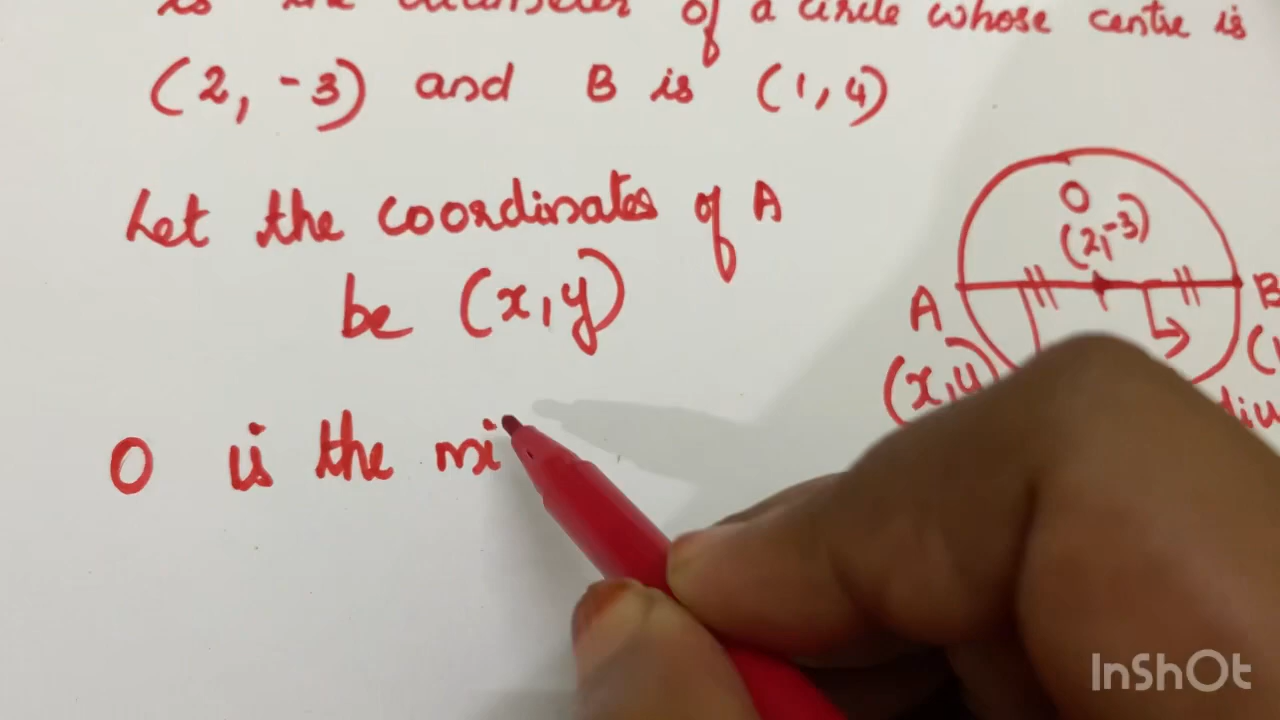 is the diameter of a circle whose centre is
(2, -3) and B is (1, 4)
Let the coordinates of A
be (x, y)
O is the mi
O
(2, -3)
A
B
(x, y)
(1
InShOt